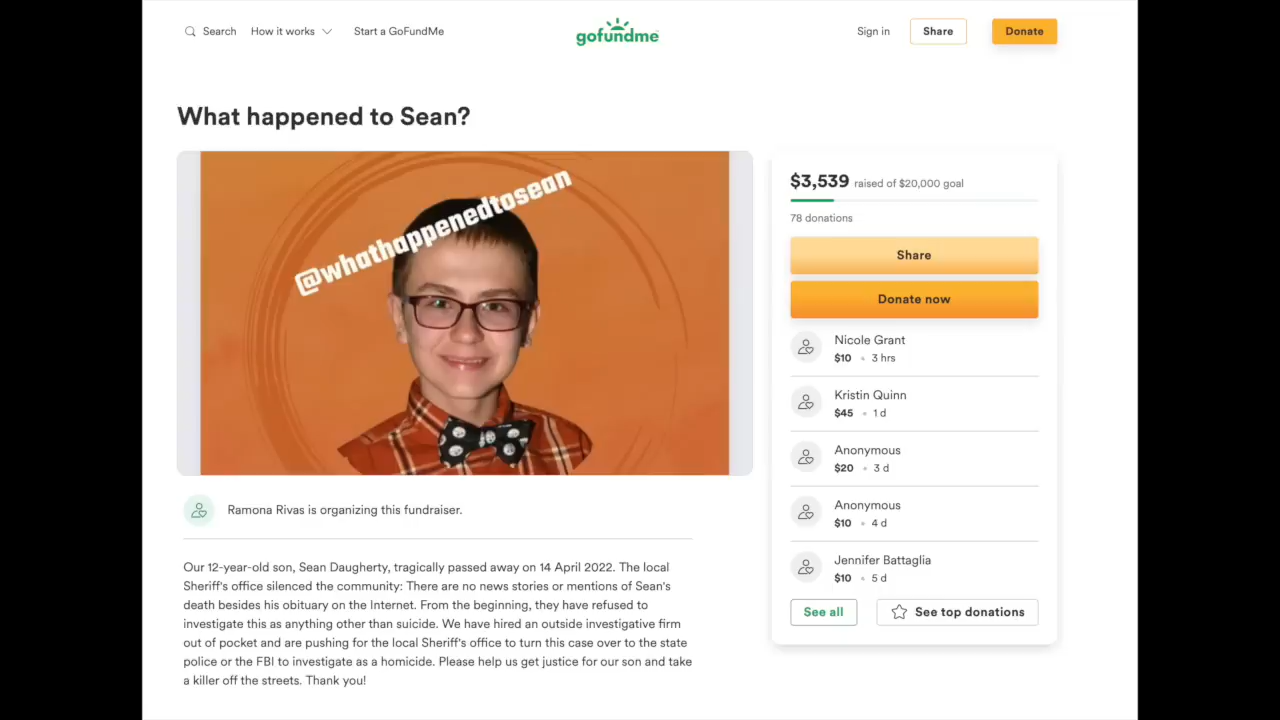 Search How it works Start a GoFundMe gofundme Sign in Share Donate
What happened to Sean?
@whathappenedtosean
$3,539 raised of $20,000 goal
78 donations
Share
Donate now
Nicole Grant
$10 • 3 hrs
Kristin Quinn
$45 • 1 d
Anonymous
$20 • 3 d
Anonymous
$10 • 4 d
Jennifer Battaglia
$10 • 5 d
See all See top donations
Ramona Rivas is organizing this fundraiser.
Our 12-year-old son, Sean Daugherty, tragically passed away on 14 April 2022. The local
Sheriff's office silenced the community: There are no news stories or mentions of Sean's
death besides his obituary on the Internet. From the beginning, they have refused to
investigate this as anything other than suicide. We have hired an outside investigative firm
out of pocket and are pushing for the local Sheriff's office to turn this case over to the state
police or the FBI to investigate as a homicide. Please help us get justice for our son and take
a killer off the streets. Thank you!